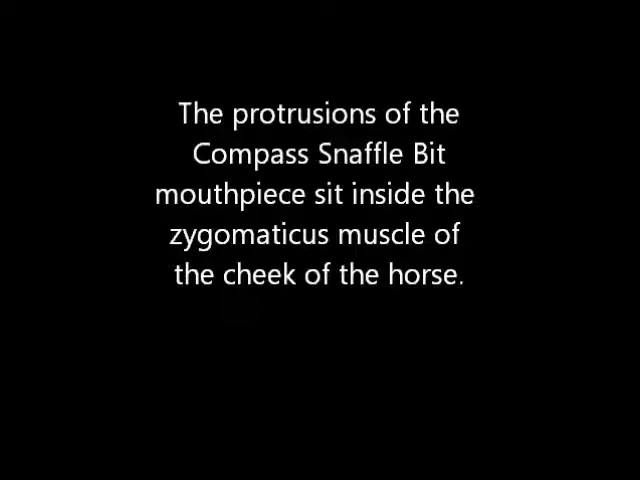 The protrusions of the
Compass Snaffle Bit
mouthpiece sit inside the
zygomaticus muscle of
the cheek of the horse.